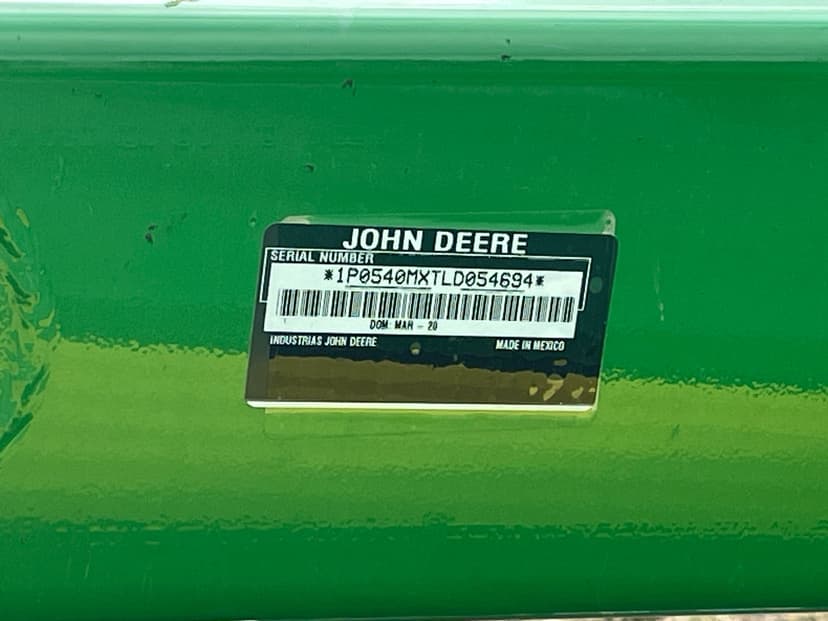 JOHN DEERE
SERIAL NUMBER
*1P0540MXTLD054694*
DOM: MAR - 20
INDUSTRIAS JOHN DEERE MADE IN MEXICO